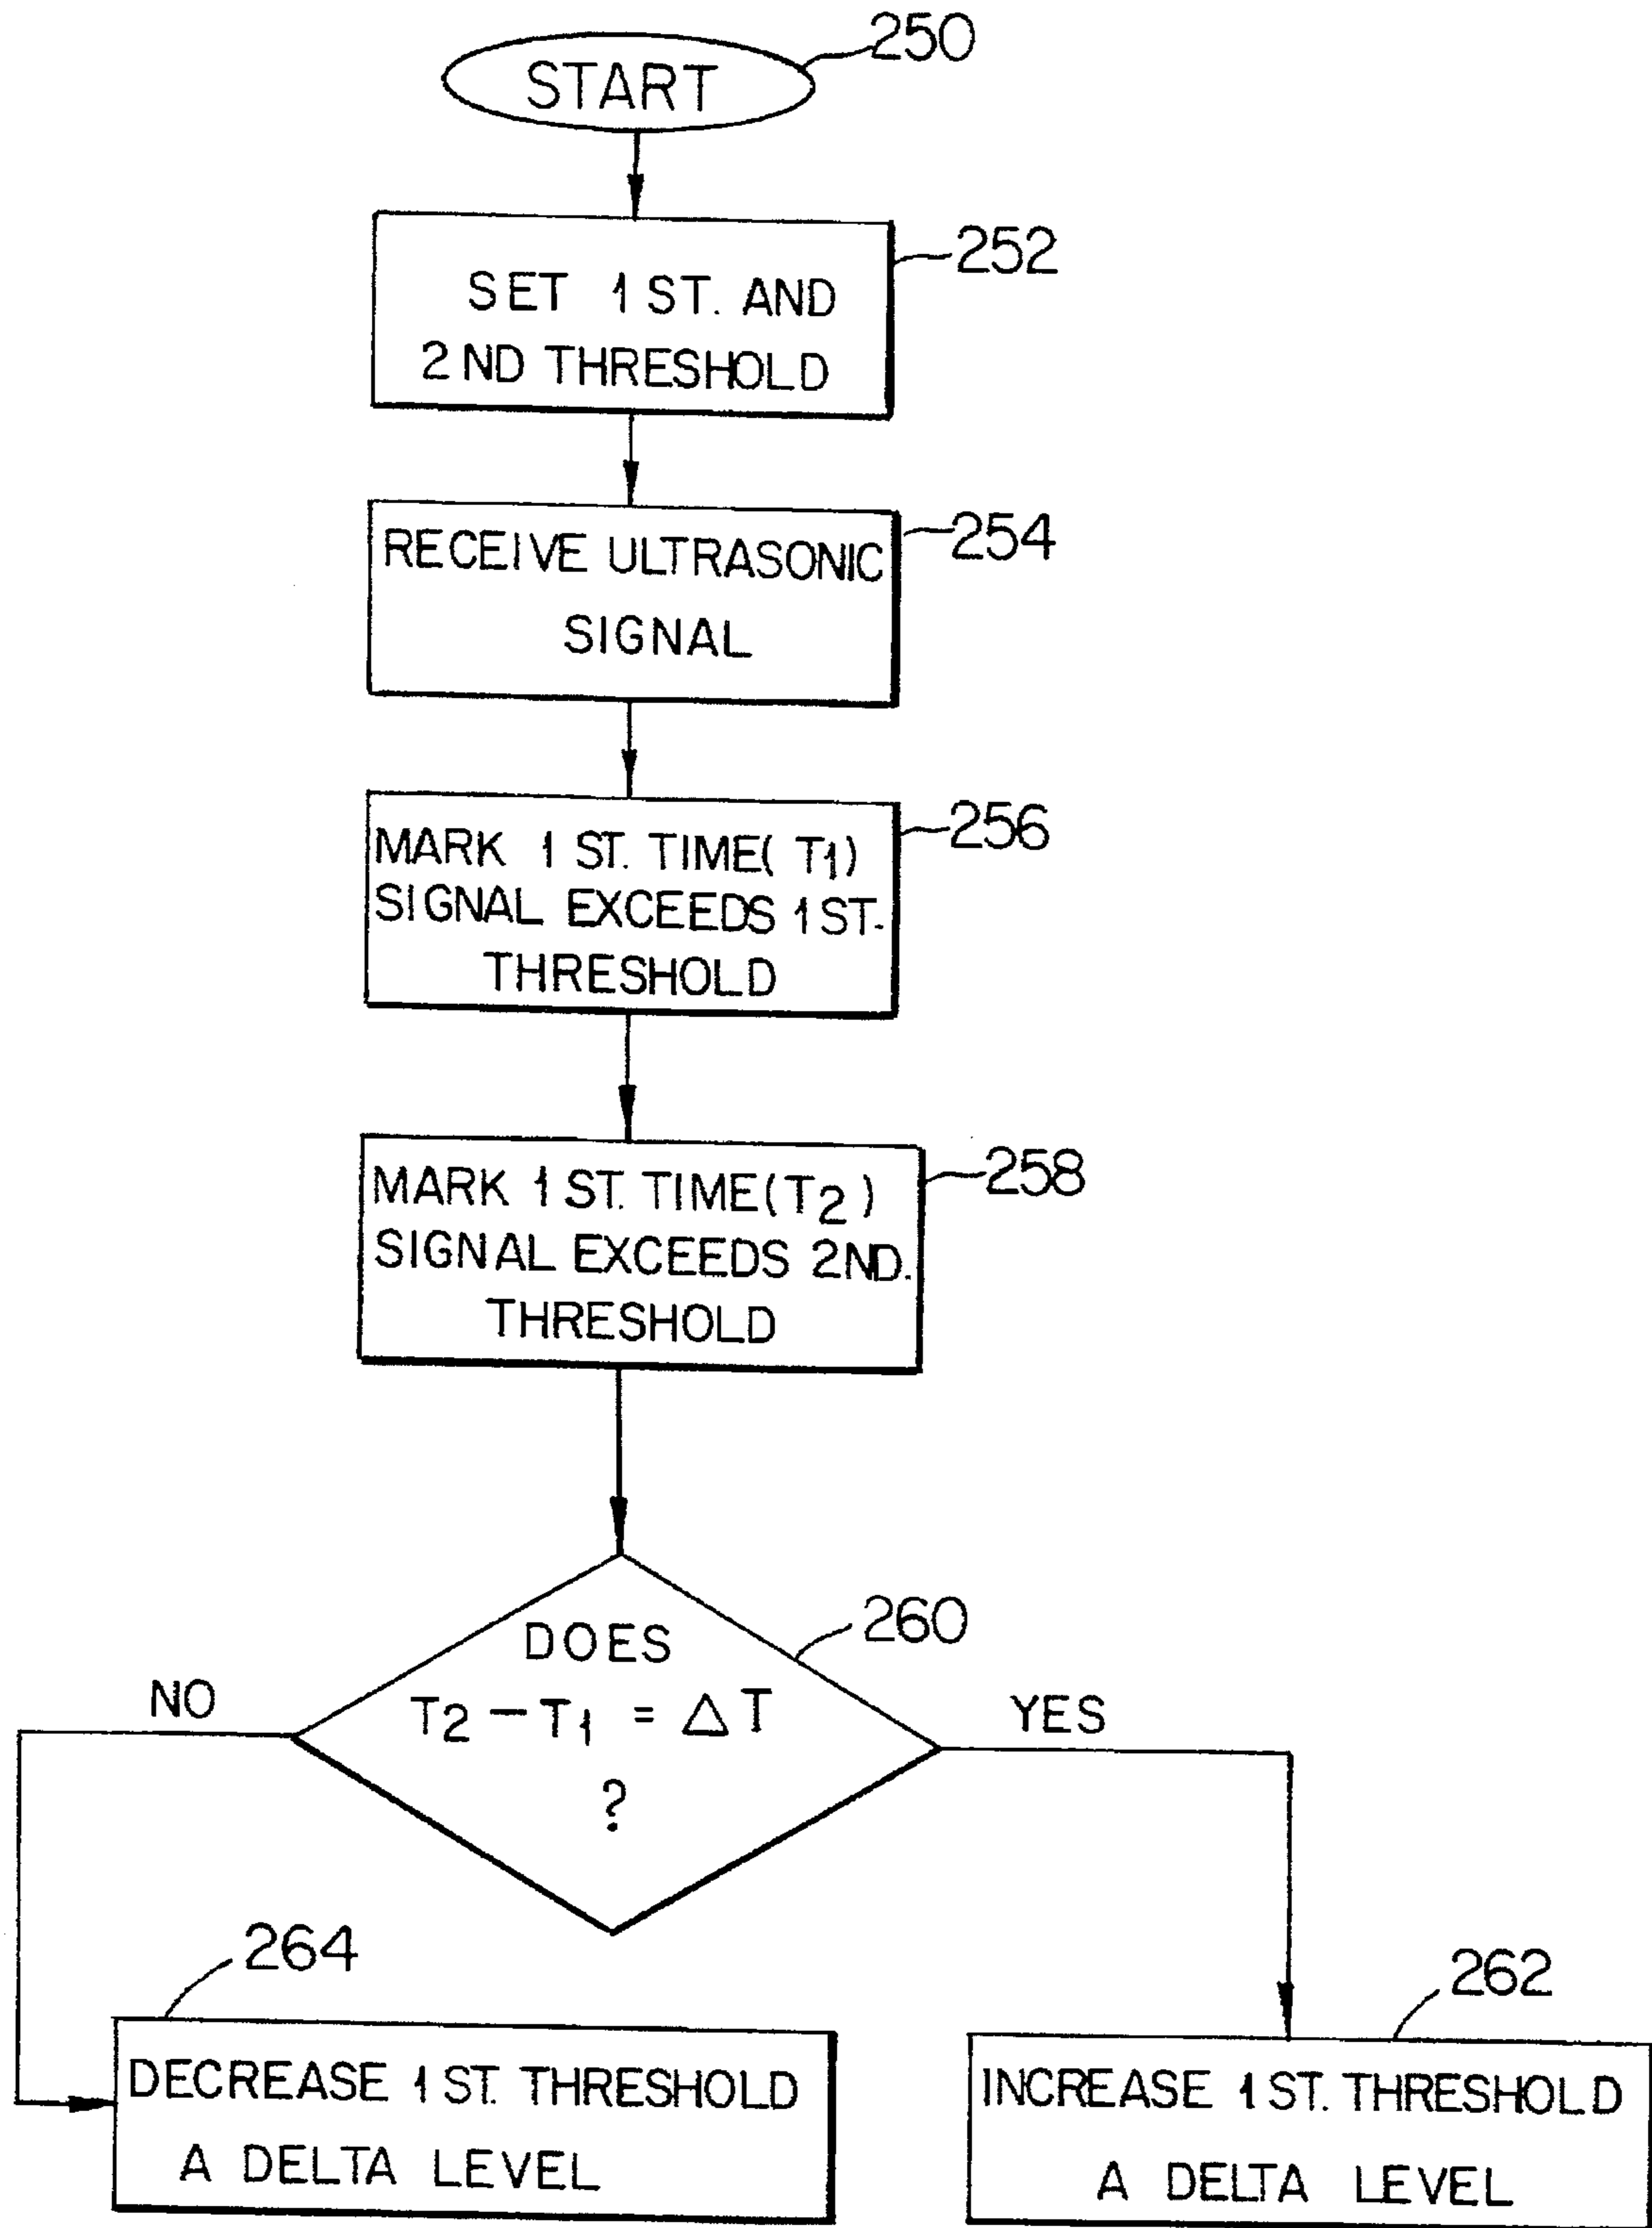 START
250
SET 1 ST. AND
2 ND THRESHOLD
252
RECEIVE ULTRASONIC
SIGNAL
254
MARK 1 ST. TIME( T1)
SIGNAL EXCEEDS 1 ST.
THRESHOLD
256
MARK 1 ST. TIME(T2)
SIGNAL EXCEEDS 2ND.
THRESHOLD
258
DOES
T2 – T1 = △ T
?
260
NO
YES
264
DECREASE 1 ST. THRESHOLD
A DELTA LEVEL
262
INCREASE 1 ST. THRESHOLD
A DELTA LEVEL